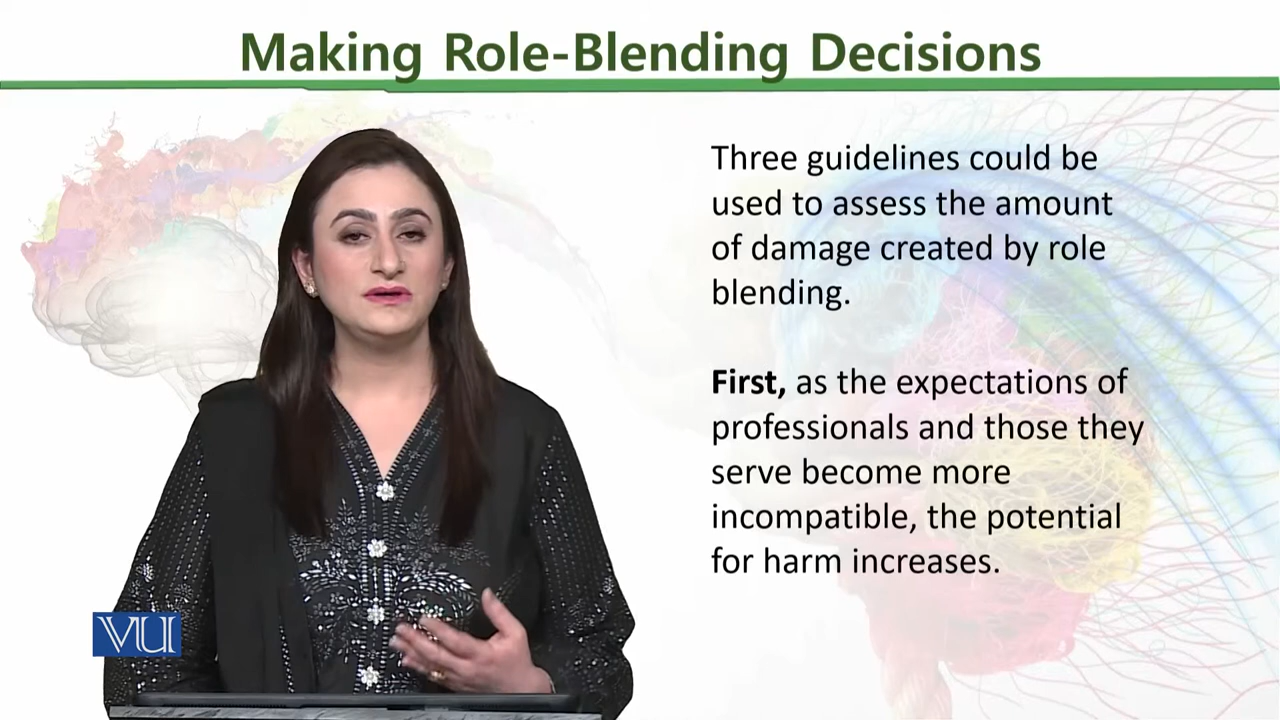 Making Role-Blending Decisions
Three guidelines could be
used to assess the amount
of damage created by role
blending.
First, as the expectations of
professionals and those they
serve become more
incompatible, the potential
for harm increases.
VU